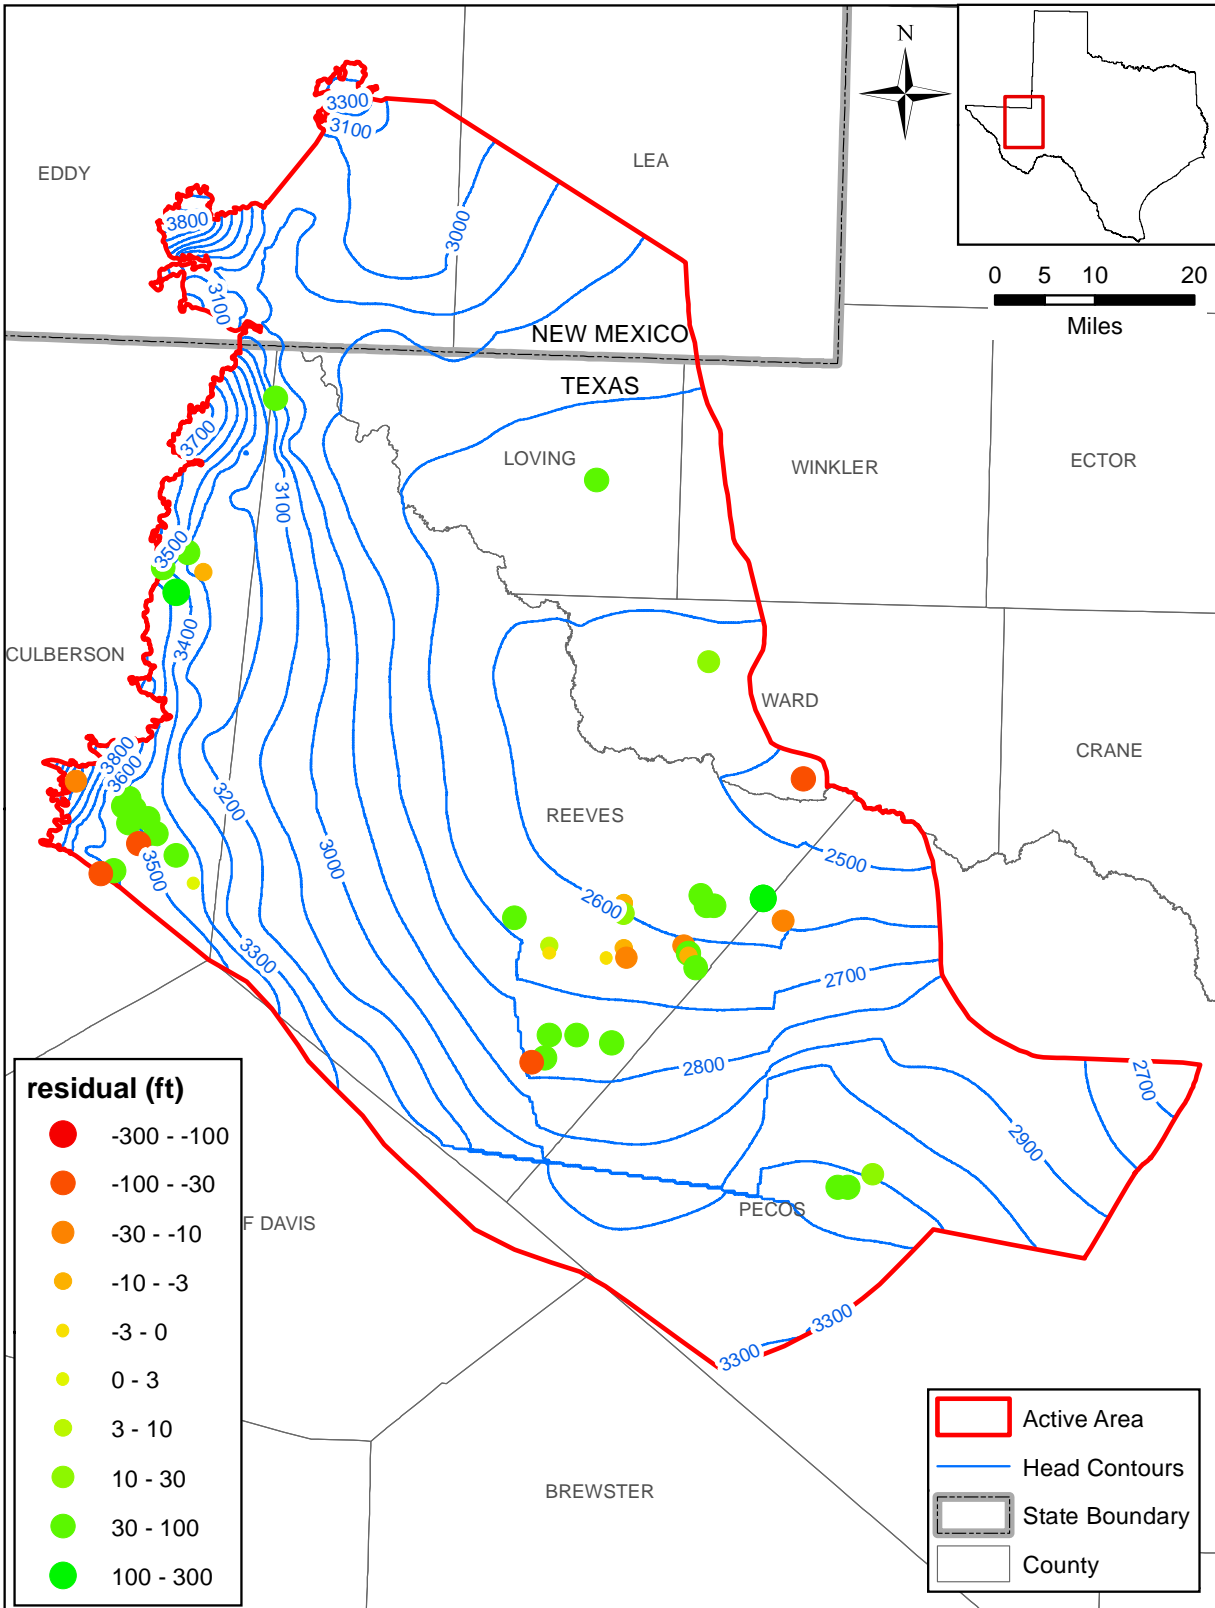 N
3300
3100
EDDY
LEA
3800
3000
0 5 10 20
Miles
3100
NEW MEXICO
TEXAS
3700
LOVING
WINKLER
ECTOR
3100
3500
3400
CULBERSON
WARD
CRANE
3800
3600
3200
REEVES
3000
2500
3500
2600
3300
2700
2800
2700
2900
PECOS
F DAVIS
3300
3300
BREWSTER
residual (ft)
-300 - -100
-100 - -30
-30 - -10
-10 - -3
-3 - 0
0 - 3
3 - 10
10 - 30
30 - 100
100 - 300
Active Area
Head Contours
State Boundary
County